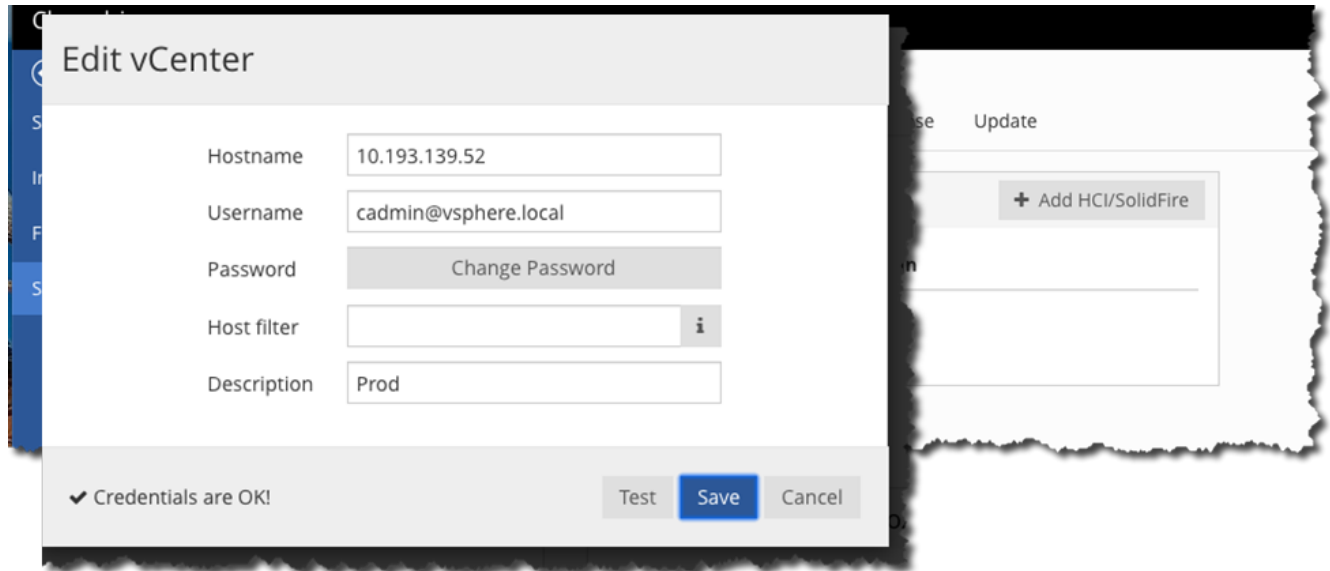 Edit vCenter
Update
Hostname 10.193.139.52
+ Add HCI/SolidFire
Username cadmin@vsphere.local
Password Change Password
Host filter i
Description Prod
✔ Credentials are OK! Test Save Cancel